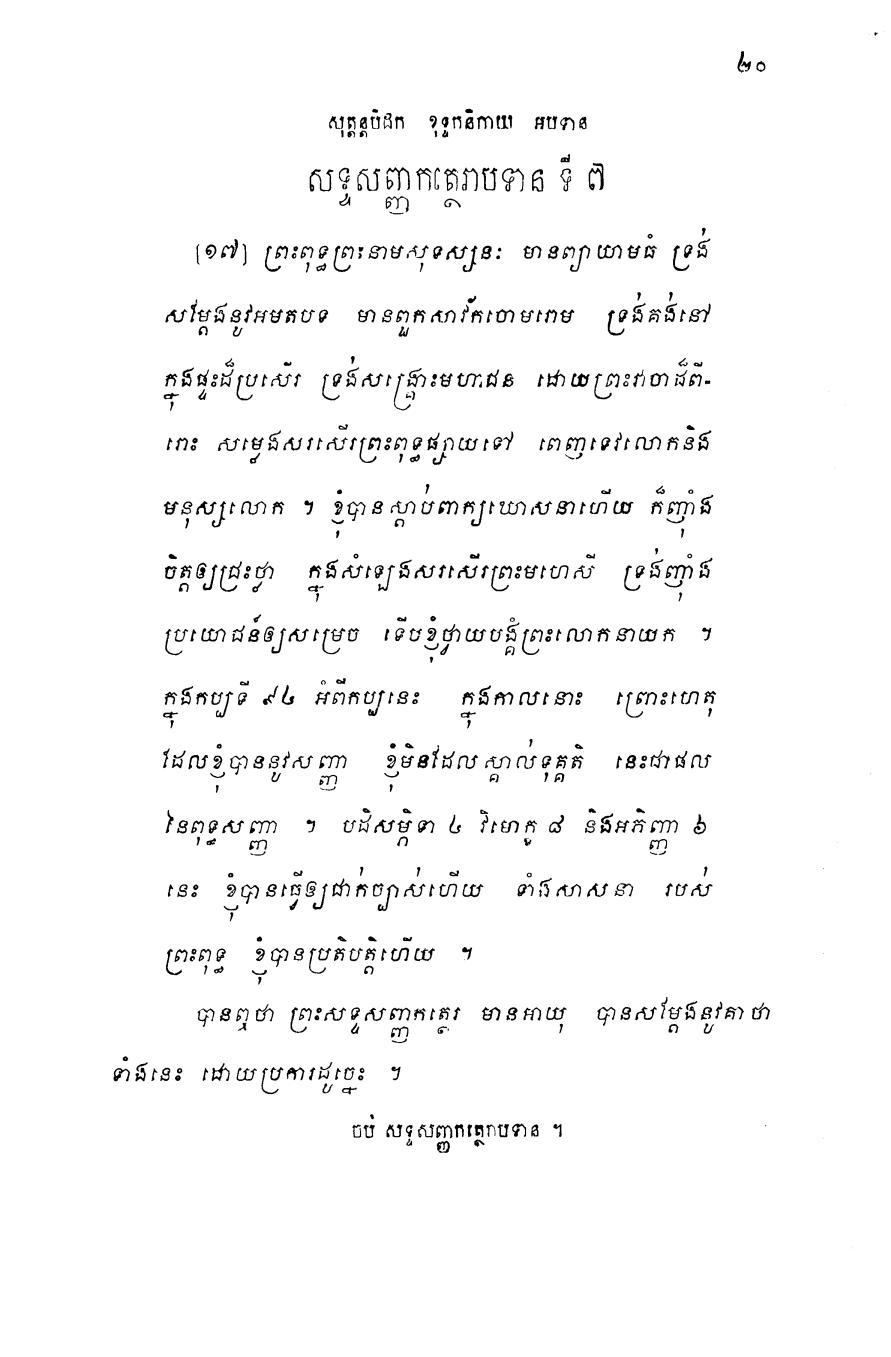 ២០
សុត្តន្តបិដក ខុទ្ទកនិកាយ អបទាន
សទ្ទសញ្ញកត្ថេរាបទាន ទី ៧
[១៧] ព្រះពុទ្ធព្រះនាមសុទស្សនៈ មានព្យាយាមធំ ទ្រង់
សម្តែងនូវអមតបទ មានពួកសាវ័កចោមរោម ទ្រង់គង់នៅ
ក្នុងផ្ទះដ៏ប្រសើរ ទ្រង់សង្គ្រោះមហាជន ដោយព្រះវាចាដ៏ពី-
រោះ សម្លេងសរសើរព្រះពុទ្ធផ្សាយទៅ ពេញទេវលោកនិង
មនុស្សលោក ។ ខ្ញុំបានស្តាប់ពាក្យឃោសនាហើយ ក៏ញ៉ាំង
ចិត្តឲ្យជ្រះថ្លា ក្នុងសំឡេងសរសើរព្រះមហេសី ទ្រង់ញ៉ាំង
ប្រយោជន៍ឲ្យសម្រេច ទើបខ្ញុំថ្វាយបង្គំព្រះលោកនាយក ។
ក្នុងកប្បទី ៩៤ អំពីកប្បនេះ ក្នុងកាលនោះ ព្រោះហេតុ
ដែលខ្ញុំបាននូវសញ្ញា ខ្ញុំមិនដែលស្គាល់ទុគ្គតិ នេះជាផល
នៃពុទ្ធសញ្ញា ។ បដិសម្ភិទា ៤ វិមោក្ខ ៨ និងអភិញ្ញា ៦
នេះ ខ្ញុំបានធ្វើឲ្យជាក់ច្បាស់ហើយ ទាំងសាសនា របស់
ព្រះពុទ្ធ ខ្ញុំបានប្រតិបត្តិហើយ ។
បានឮថា ព្រះសទ្ទសញ្ញកត្ថេរ មានអាយុ បានសម្តែងនូវគាថា
ទាំងនេះ ដោយប្រការដូច្នេះ ។
ចប់ សទ្ទសញ្ញកត្ថេរាបទាន ។